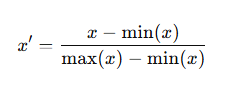 x′ = (x − min(x)) / (max(x) − min(x))